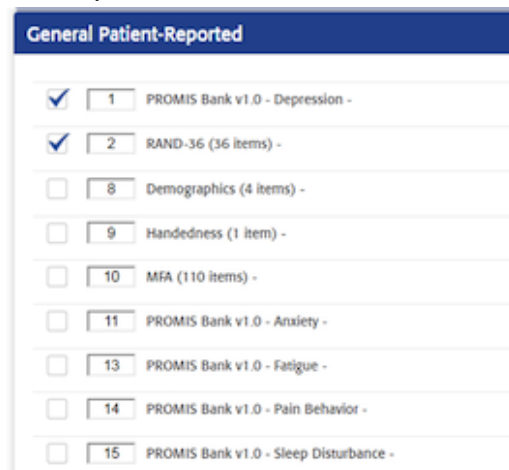 General Patient-Reported
1 PROMIS Bank v1.0 - Depression -
2 RAND-36 (36 items) -
8 Demographics (4 items) -
9 Handedness (1 item) -
10 MFA (110 items) -
11 PROMIS Bank v1.0 - Anxiety -
13 PROMIS Bank v1.0 - Fatigue -
14 PROMIS Bank v1.0 - Pain Behavior -
15 PROMIS Bank v1.0 - Sleep Disturbance -